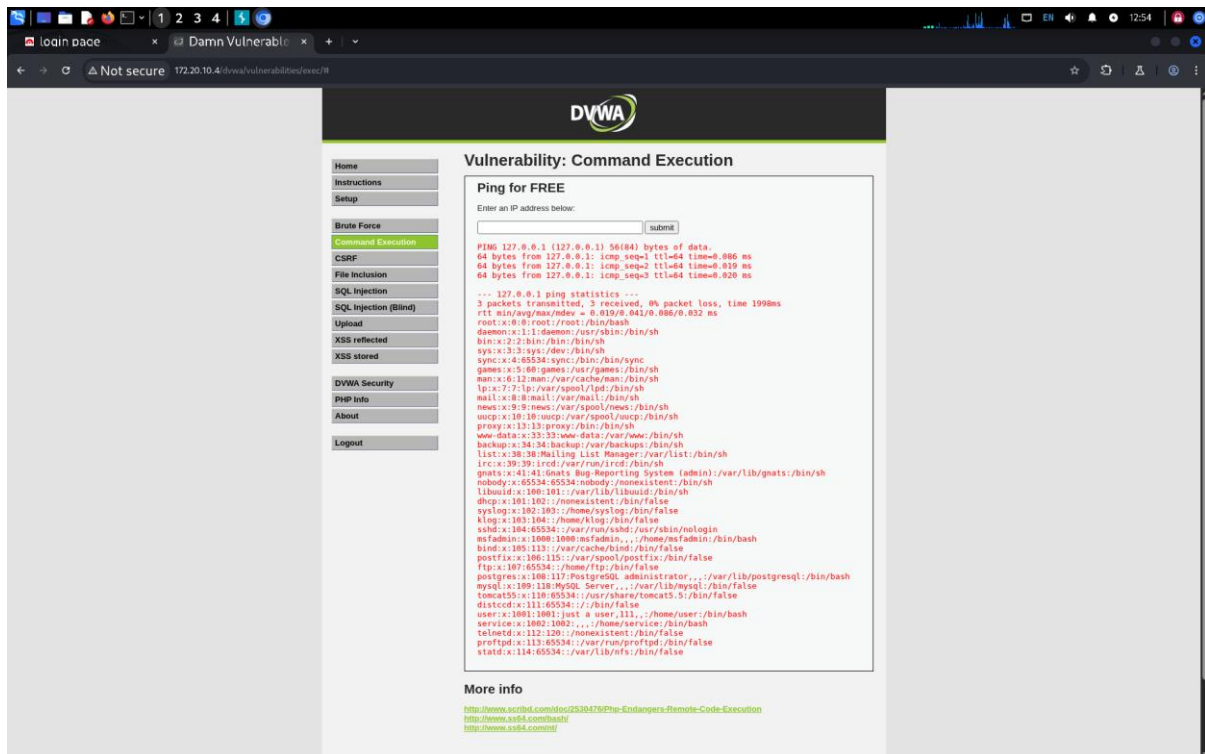 1 2 3 4
EN
12:54
login page
Damn Vulnerable
Not secure
172.20.10.4/dvwa/vulnerabilities/exec/#
DVWA
Home
Instructions
Setup
Brute Force
Command Execution
CSRF
File Inclusion
SQL Injection
SQL Injection (Blind)
Upload
XSS reflected
XSS stored
DVWA Security
PHP Info
About
Logout
Vulnerability: Command Execution
Ping for FREE
Enter an IP address below:
submit
PING 127.0.0.1 (127.0.0.1) 56(84) bytes of data.
64 bytes from 127.0.0.1: icmp_seq=1 ttl=64 time=0.086 ms
64 bytes from 127.0.0.1: icmp_seq=2 ttl=64 time=0.019 ms
64 bytes from 127.0.0.1: icmp_seq=3 ttl=64 time=0.020 ms
--- 127.0.0.1 ping statistics ---
3 packets transmitted, 3 received, 0% packet loss, time 1998ms
rtt min/avg/max/mdev = 0.019/0.041/0.086/0.032 ms
root:x:0:0:root:/root:/bin/bash
daemon:x:1:1:daemon:/usr/sbin:/bin/sh
bin:x:2:2:bin:/bin:/bin/sh
sys:x:3:3:sys:/dev:/bin/sh
sync:x:4:65534:sync:/bin:/bin/sync
games:x:5:60:games:/usr/games:/bin/sh
man:x:6:12:man:/var/cache/man:/bin/sh
lp:x:7:7:lp:/var/spool/lpd:/bin/sh
mail:x:8:8:mail:/var/mail:/bin/sh
news:x:9:9:news:/var/spool/news:/bin/sh
uucp:x:10:10:uucp:/var/spool/uucp:/bin/sh
proxy:x:13:13:proxy:/bin:/bin/sh
www-data:x:33:33:www-data:/var/www:/bin/sh
backup:x:34:34:backup:/var/backups:/bin/sh
list:x:38:38:Mailing List Manager:/var/list:/bin/sh
irc:x:39:39:ircd:/var/run/ircd:/bin/sh
gnats:x:41:41:Gnats Bug-Reporting System (admin):/var/lib/gnats:/bin/sh
nobody:x:65534:65534:nobody:/nonexistent:/bin/sh
libuuid:x:100:101::/var/lib/libuuid:/bin/sh
dhcp:x:101:102::/nonexistent:/bin/false
syslog:x:102:103::/home/syslog:/bin/false
klog:x:103:104::/home/klog:/bin/false
sshd:x:104:65534::/var/run/sshd:/usr/sbin/nologin
msfadmin:x:1000:1000:msfadmin,,,:/home/msfadmin:/bin/bash
bind:x:105:113::/var/cache/bind:/bin/false
postfix:x:106:115::/var/spool/postfix:/bin/false
ftp:x:107:65534::/home/ftp:/bin/false
postgres:x:108:117:PostgreSQL administrator,,,:/var/lib/postgresql:/bin/bash
mysql:x:109:118:MySQL Server,,,:/var/lib/mysql:/bin/false
tomcat55:x:110:65534::/usr/share/tomcat5.5:/bin/false
distccd:x:111:65534::/:/bin/false
user:x:1001:1001:just a user,111,,:/home/user:/bin/bash
service:x:1002:1002:,,,:/home/service:/bin/bash
telnetd:x:112:120::/nonexistent:/bin/false
proftpd:x:113:65534::/var/run/proftpd:/bin/false
statd:x:114:65534::/var/lib/nfs:/bin/false
More info
http://www.scribd.com/doc/2530476/Php-Endangers-Remote-Code-Execution
http://www.ss64.com/bash/
http://www.ss64.com/nt/